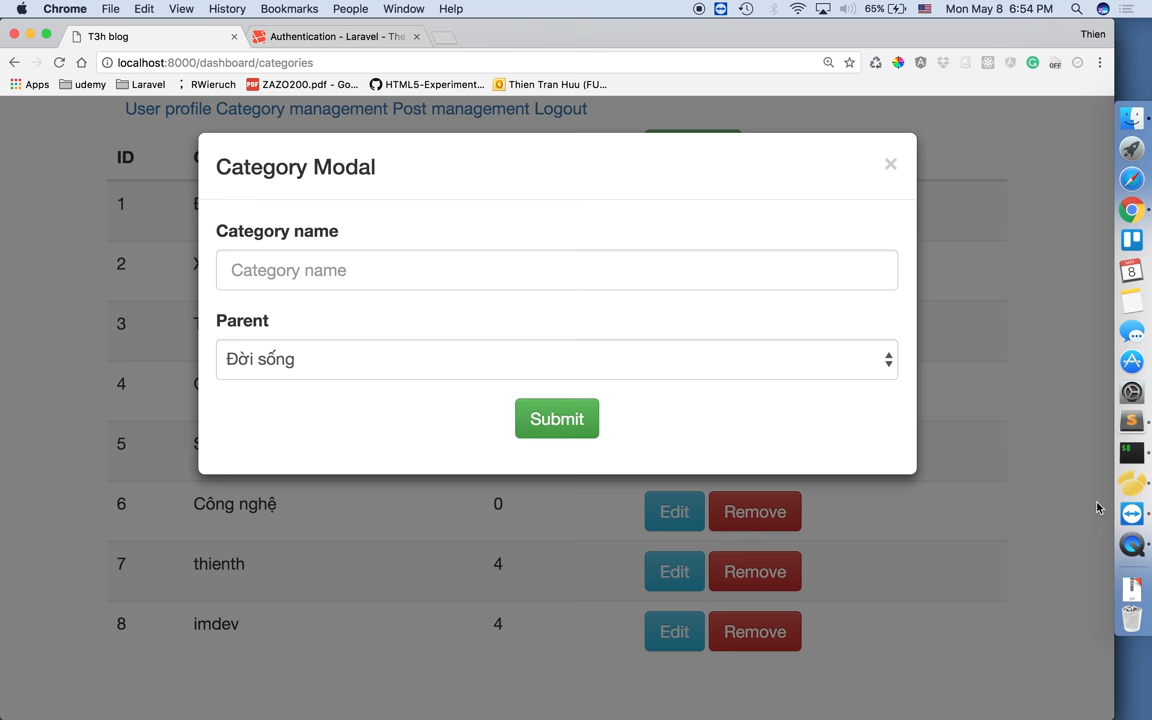 Chrome File Edit View History Bookmarks People Window Help 65% Mon May 8 6:54 PM
T3h blog Authentication - Laravel - The Thien
localhost:8000/dashboard/categories
Apps udemy Laravel RWieruch ZAZO200.pdf - Go... HTML5-Experiment... Thien Tran Huu (FU...
User profile Category management Post management Logout
Category Modal ×
ID
Category name
1
Category name
2
Parent
3
Đời sống
4
Submit
5
6 Công nghệ 0 Edit Remove
7 thienth 4 Edit Remove
8 imdev 4 Edit Remove